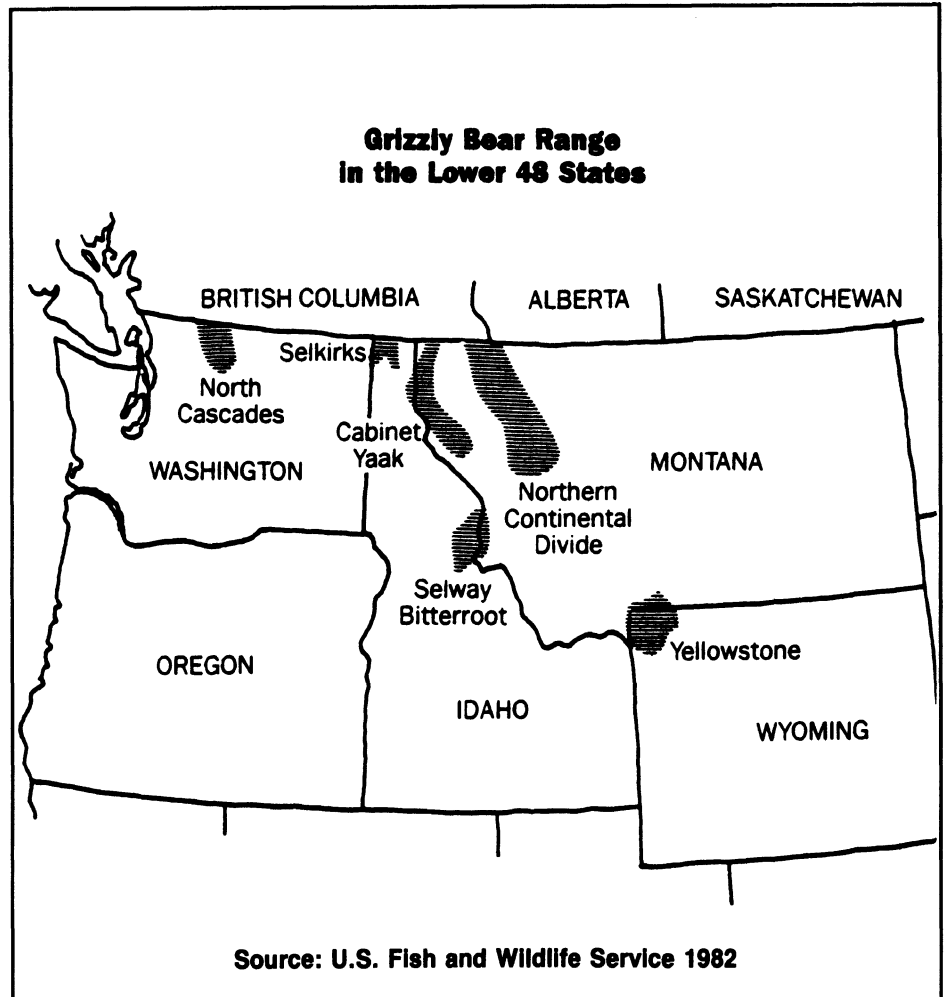 Grizzly Bear Range
in the Lower 48 States
BRITISH COLUMBIA
ALBERTA
SASKATCHEWAN
Selkirks
North
Cascades
Cabinet
Yaak
WASHINGTON
MONTANA
Northern
Continental
Divide
Selway
Bitterroot
OREGON
Yellowstone
IDAHO
WYOMING
Source: U.S. Fish and Wildlife Service 1982